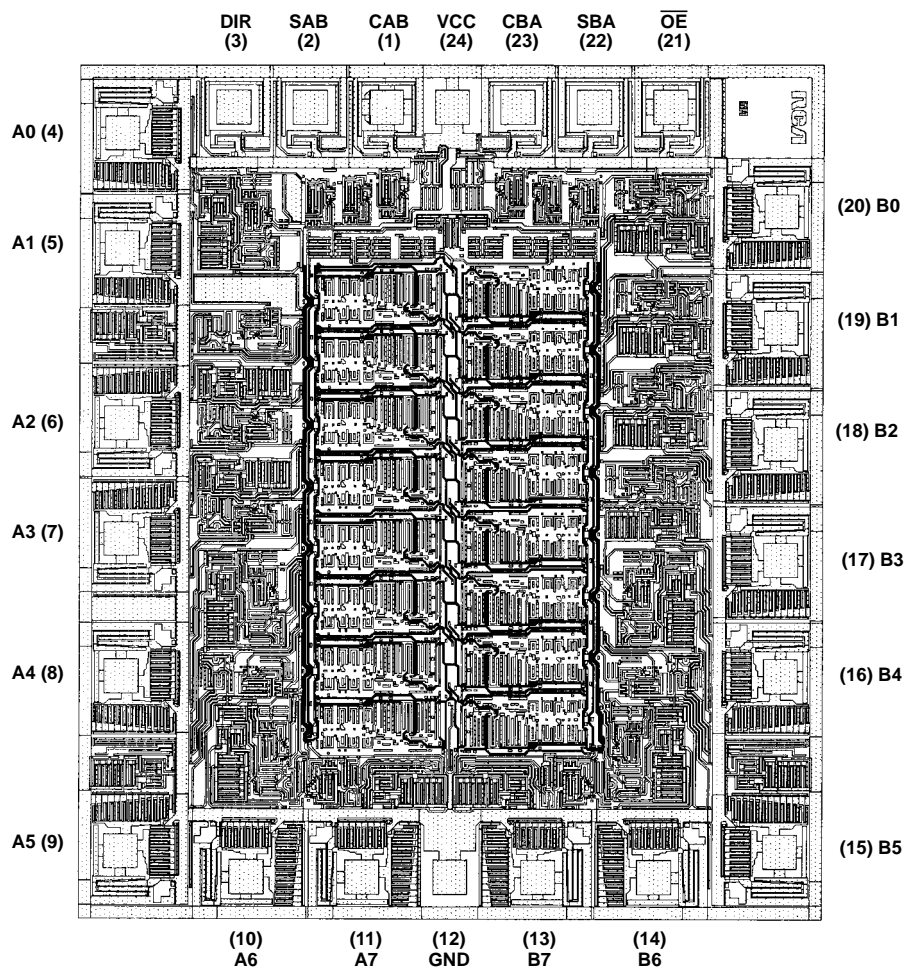 DIR SAB CAB VCC CBA SBA OE
(3) (2) (1) (24) (23) (22) (21)
RCA
A0 (4)
(20) B0
A1 (5)
(19) B1
A2 (6)
(18) B2
A3 (7)
(17) B3
A4 (8)
(16) B4
A5 (9)
(15) B5
(10) (11) (12) (13) (14)
A6 A7 GND B7 B6